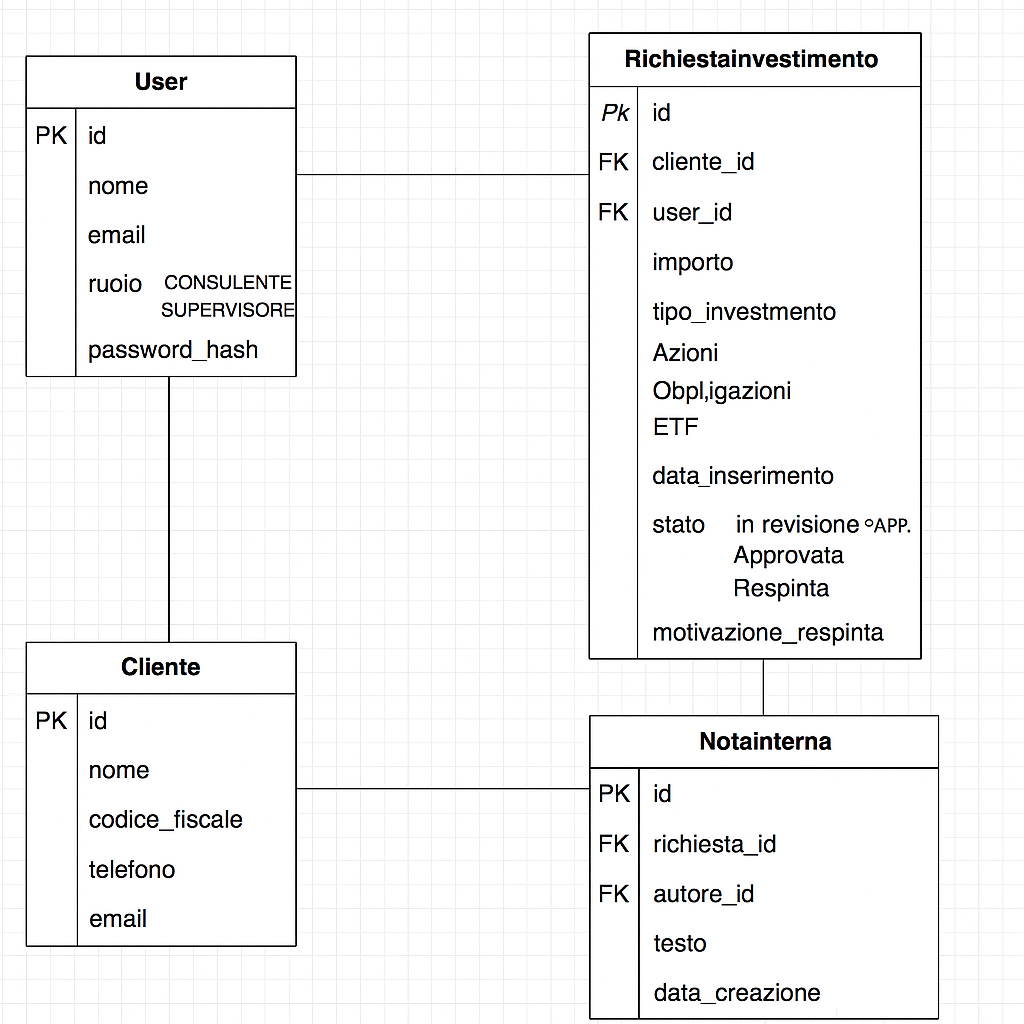 User
PK id
nome
email
ruoio CONSULENTE
SUPERVISORE
password_hash
Richiestainvestimento
Pk id
FK cliente_id
FK user_id
importo
tipo_investmento
Azioni
Obpl,igazioni
ETF
data_inserimento
stato in revisione °APP.
Approvata
Respinta
motivazione_respinta
Cliente
PK id
nome
codice_fiscale
telefono
email
Notainterna
PK id
FK richiesta_id
FK autore_id
testo
data_creazione